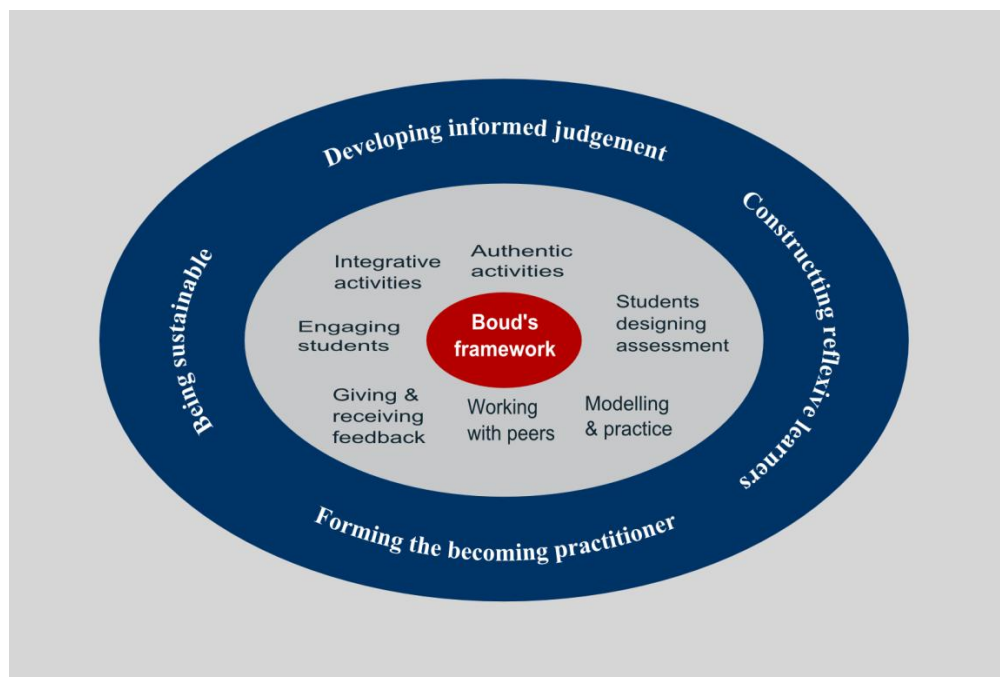 Developing informed judgement
Constructting reflexive learners
Being sustainable
Forming the becoming practitioner
Integrative
activities
Authentic
activities
Students
designing
assessment
Engaging
students
Boud's
framework
Giving &
receiving
feedback
Working
with peers
Modelling
& practice